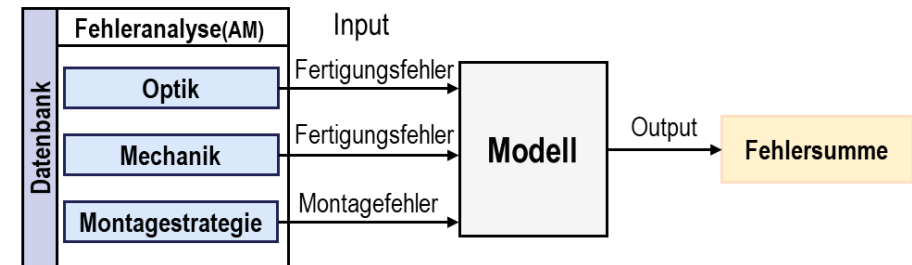 Datenbank
Fehleranalyse(AM)
Input
Optik
Fertigungsfehler
Mechanik
Fertigungsfehler
Montagestrategie
Montagefehler
Modell
Output
Fehlersumme